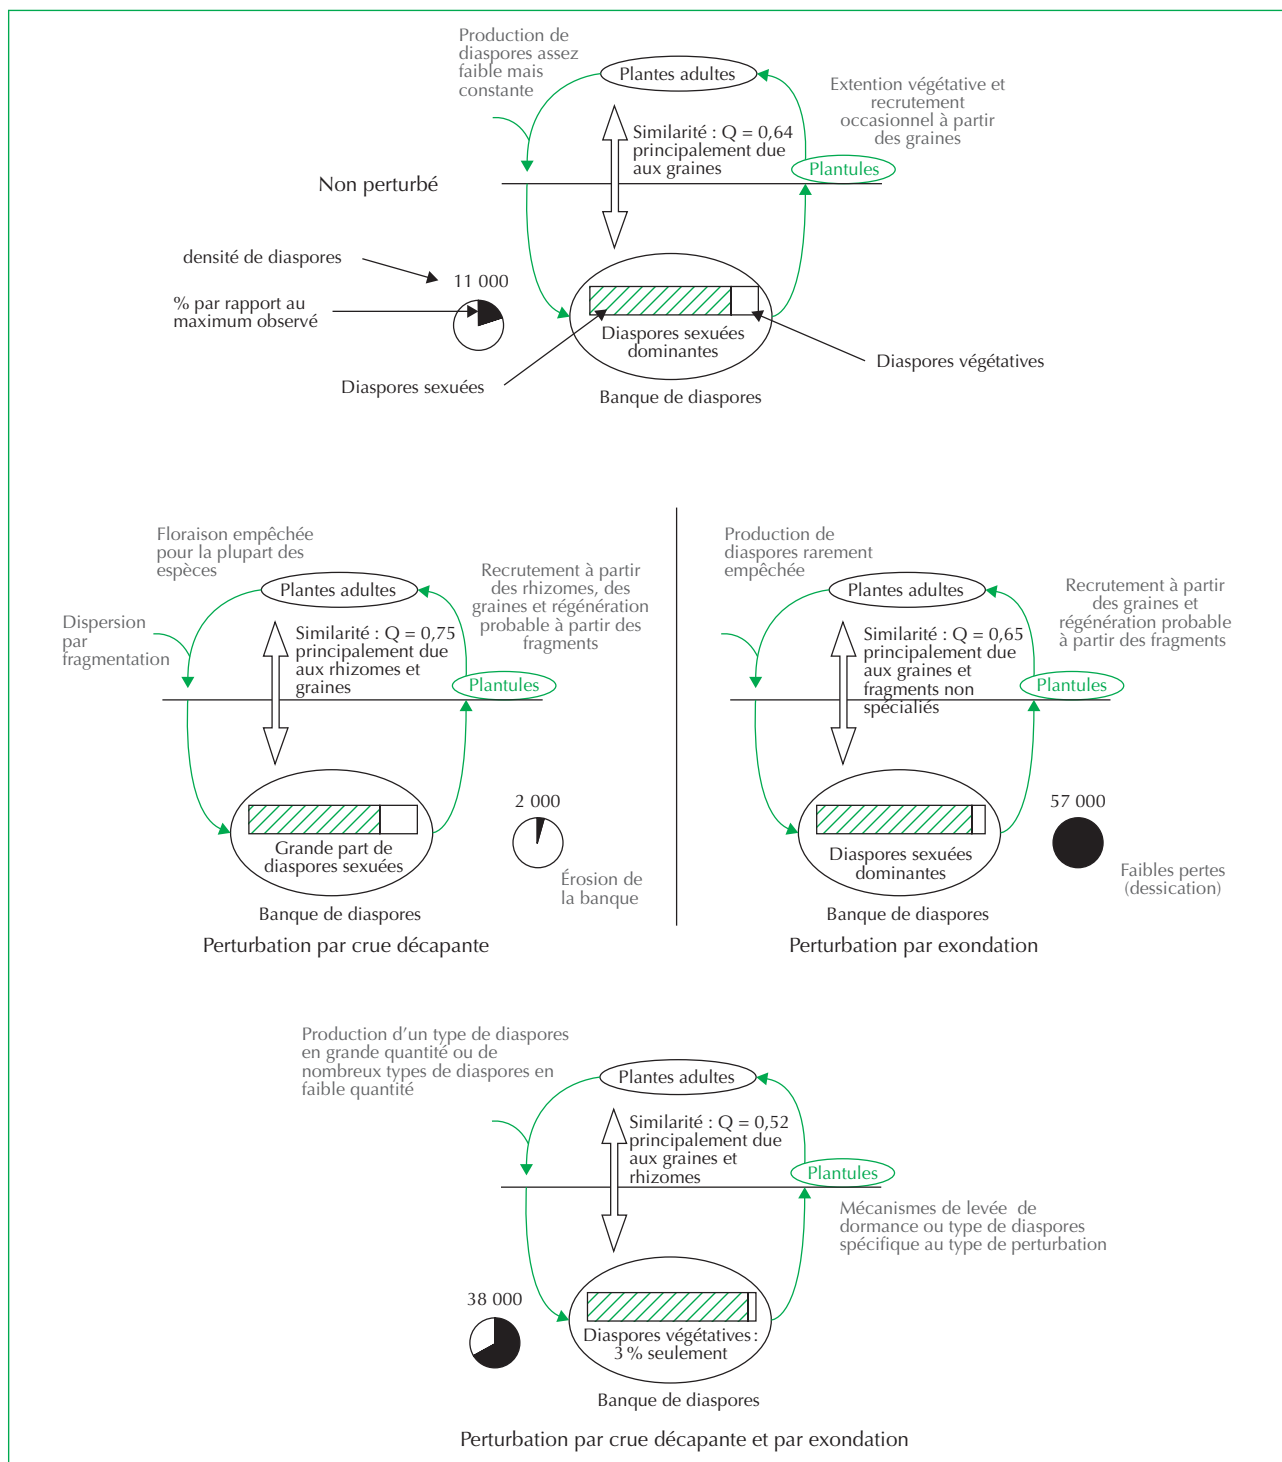 Production de
diaspores assez
faible mais
constante
Plantes adultes
Extention végétative et
recrutement
occasionnel à partir
des graines
Similarité : Q = 0,64
principalement due
aux graines
Plantules
Non perturbé
densité de diaspores
11 000
% par rapport au
maximum observé
Diaspores sexuées
dominantes
Diaspores végétatives
Diaspores sexuées
Banque de diaspores
Floraison empêchée
pour la plupart des
espèces
Plantes adultes
Recrutement à partir
des rhizomes, des
graines et régénération
probable à partir des
fragments
Dispersion
par
fragmentation
Similarité : Q = 0,75
principalement due
aux rhizomes et
graines
Plantules
2 000
Grande part de
diaspores sexuées
Érosion de
la banque
Banque de diaspores
Perturbation par crue décapante
Production de
diaspores rarement
empêchée
Plantes adultes
Recrutement à partir
des graines et
régénération probable
à partir des fragments
Similarité : Q = 0,65
principalement due
aux graines et
fragments non
spécialiés
Plantules
57 000
Diaspores sexuées
dominantes
Faibles pertes
(dessication)
Banque de diaspores
Perturbation par exondation
Production d'un type de diaspores
en grande quantité ou de
nombreux types de diaspores en
faible quantité
Plantes adultes
Similarité : Q = 0,52
principalement due
aux graines et
rhizomes
Plantules
Mécanismes de levée de
dormance ou type de diaspores
spécifique au type de perturbation
38 000
Diaspores végétatives :
3 % seulement
Banque de diaspores
Perturbation par crue décapante et par exondation